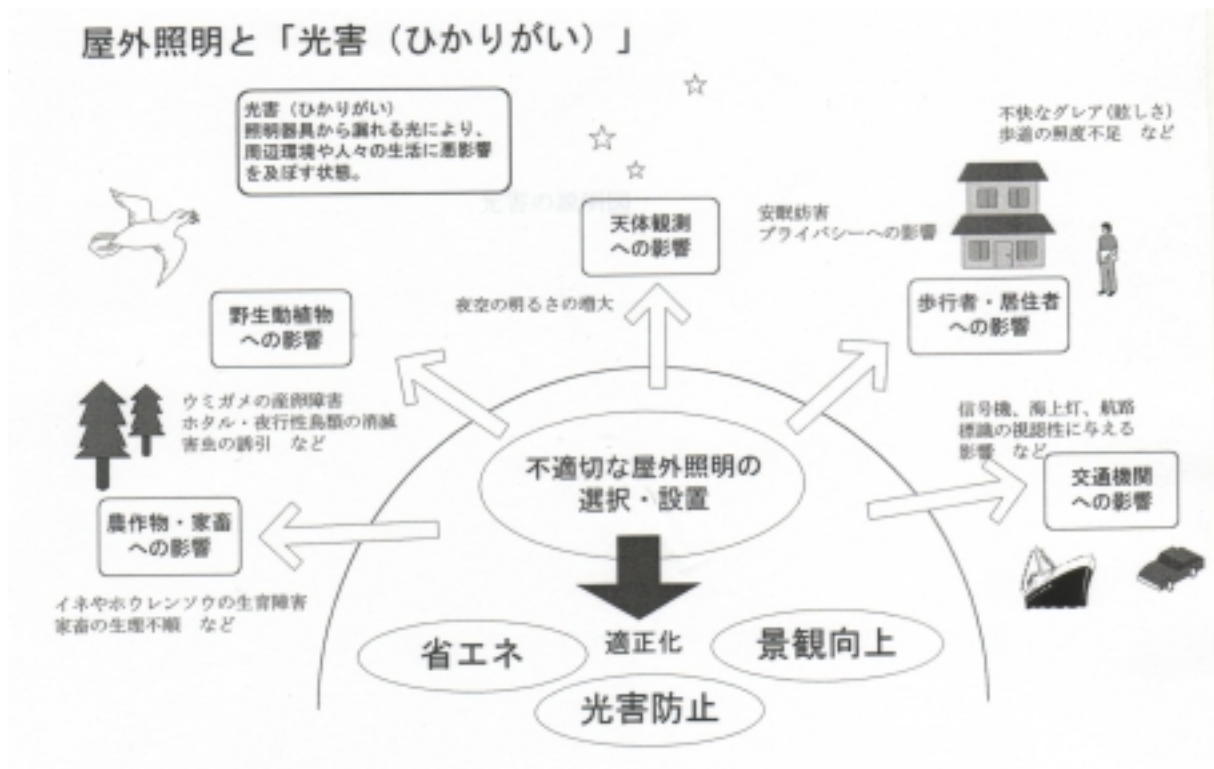 屋外照明と「光害（ひかりがい）」
光害（ひかりがい）
照明器具から漏れる光により、
周辺環境や人々の生活に悪影響
を及ぼす状態。
不快なグレア(眩しさ)
歩道の照度不足　など
天体観測
への影響
安眠妨害
プライバシーへの影響
夜空の明るさの増大
野生動植物
への影響
歩行者・居住者
への影響
ウミガメの産卵障害
ホタル・夜行性鳥類の消滅
害虫の誘引　など
信号機、海上灯、航路
標識の視認性に与える
影響　など
不適切な屋外照明の
選択・設置
交通機関
への影響
農作物・家畜
への影響
イネやホウレンソウの生育障害
家畜の生理不順　など
適正化
省エネ
景観向上
光害防止